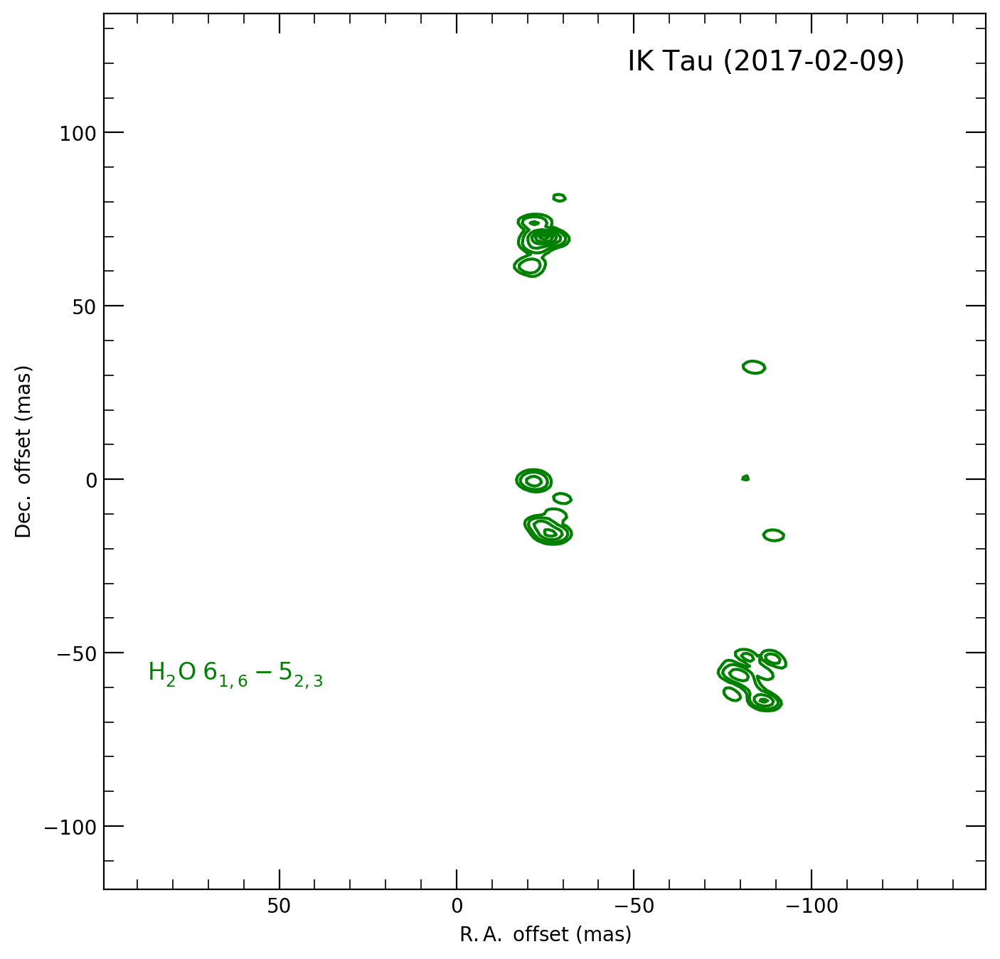 IK Tau (2017-02-09)
100
50
0
−50
−100
Dec. offset (mas)
H₂O 6₁,₆ − 5₂,₃
50 0 −50 −100
R.A. offset (mas)